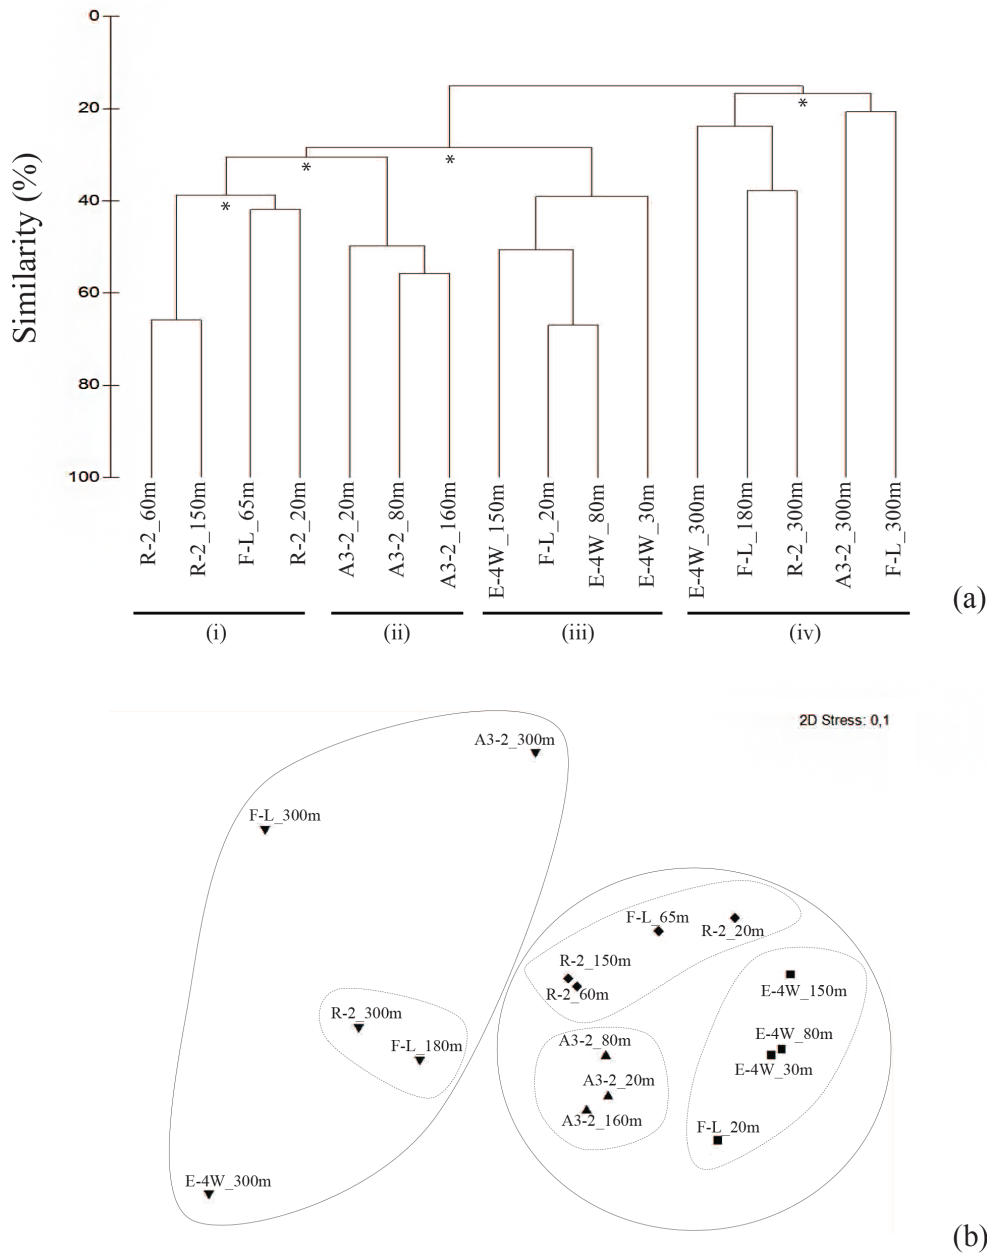 0
20
40
60
80
100
Similarity (%)
*
*
*
*
R-2_60m
R-2_150m
F-L_65m
R-2_20m
A3-2_20m
A3-2_80m
A3-2_160m
E-4W_150m
F-L_20m
E-4W_80m
E-4W_30m
E-4W_300m
F-L_180m
R-2_300m
A3-2_300m
F-L_300m
(a)
(i) (ii) (iii) (iv)
2D Stress: 0,1
A3-2_300m
F-L_300m
F-L_65m
R-2_20m
R-2_150m
R-2_60m
E-4W_150m
R-2_300m
F-L_180m
A3-2_80m
E-4W_80m
E-4W_30m
A3-2_20m
A3-2_160m
F-L_20m
E-4W_300m
(b)